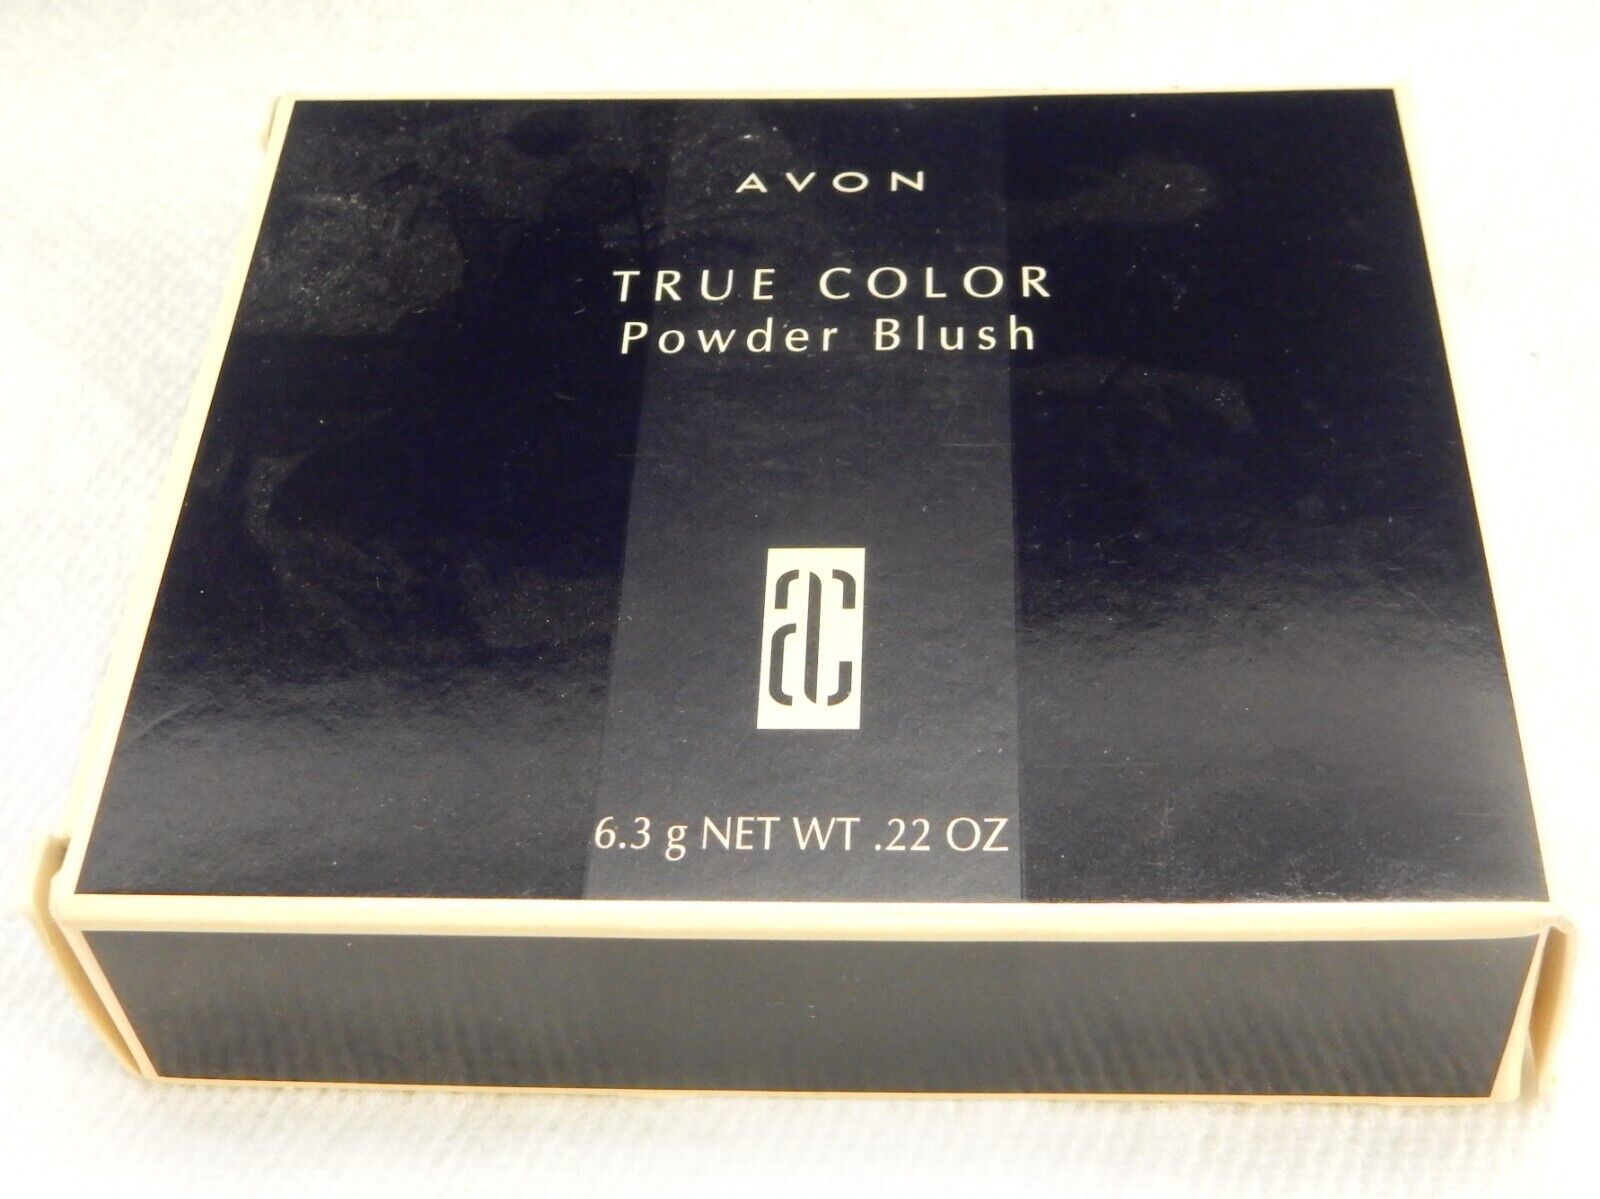 AVON
TRUE COLOR
Powder Blush
6.3 g NET WT .22 OZ